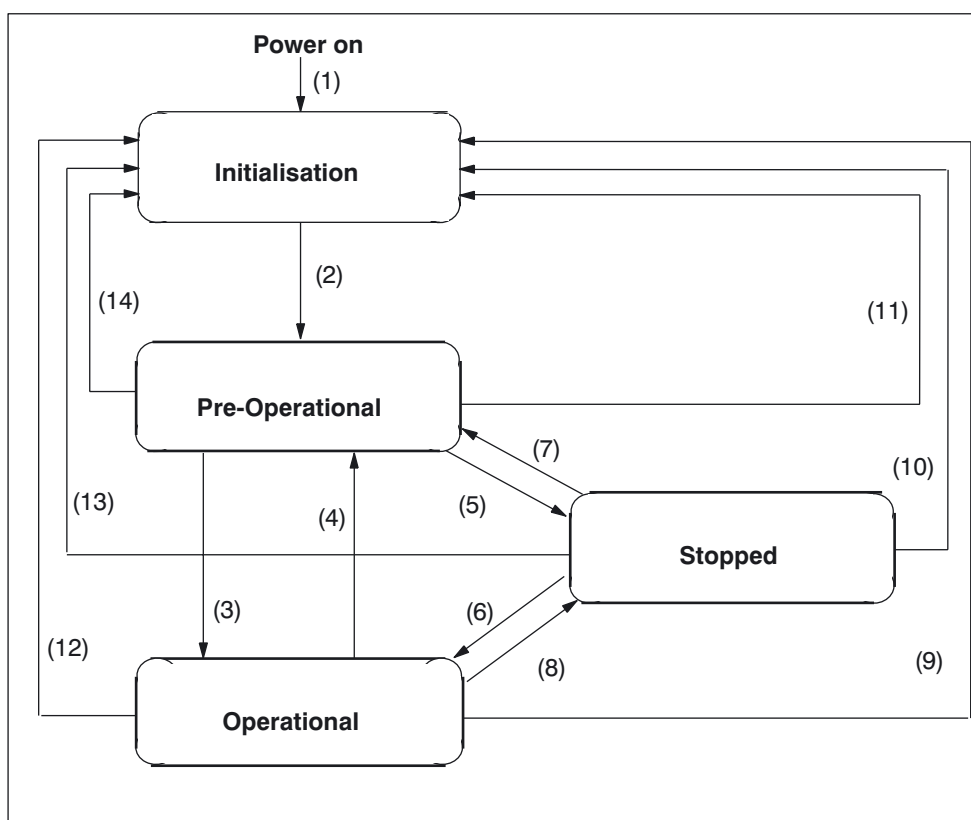 Power on
(1)
Initialisation
(2)
(14)
(11)
Pre-Operational
(7)
(10)
(13)
(4)
(5)
Stopped
(3)
(6)
(12)
(8)
(9)
Operational